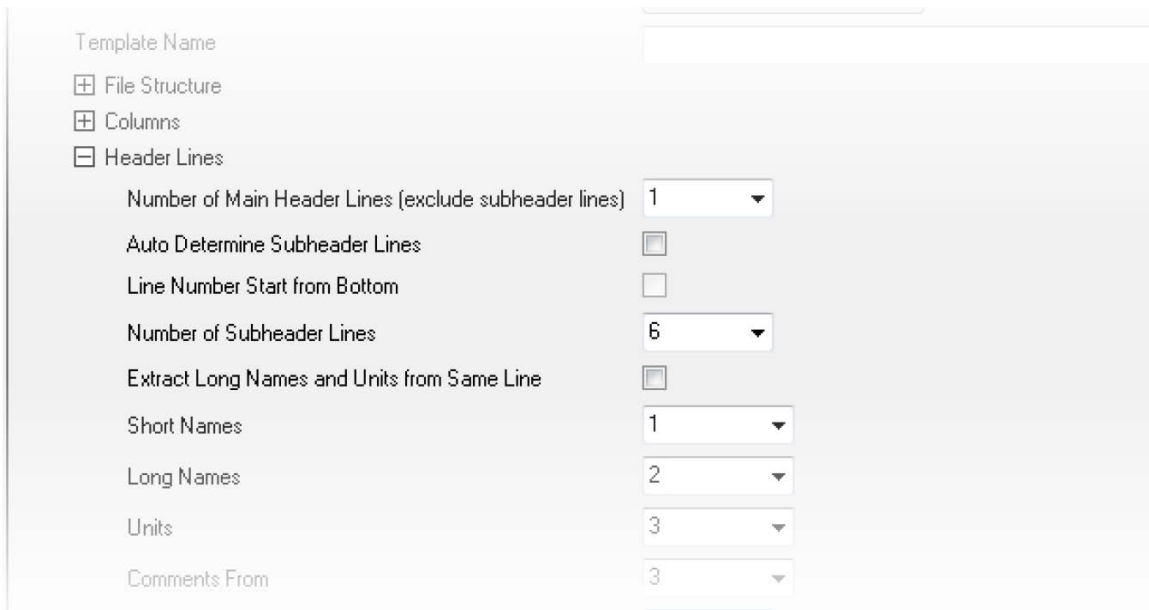 Template Name
File Structure
Columns
Header Lines
Number of Main Header Lines (exclude subheader lines) 1
Auto Determine Subheader Lines
Line Number Start from Bottom
Number of Subheader Lines 6
Extract Long Names and Units from Same Line
Short Names 1
Long Names 2
Units 3
Comments From 3